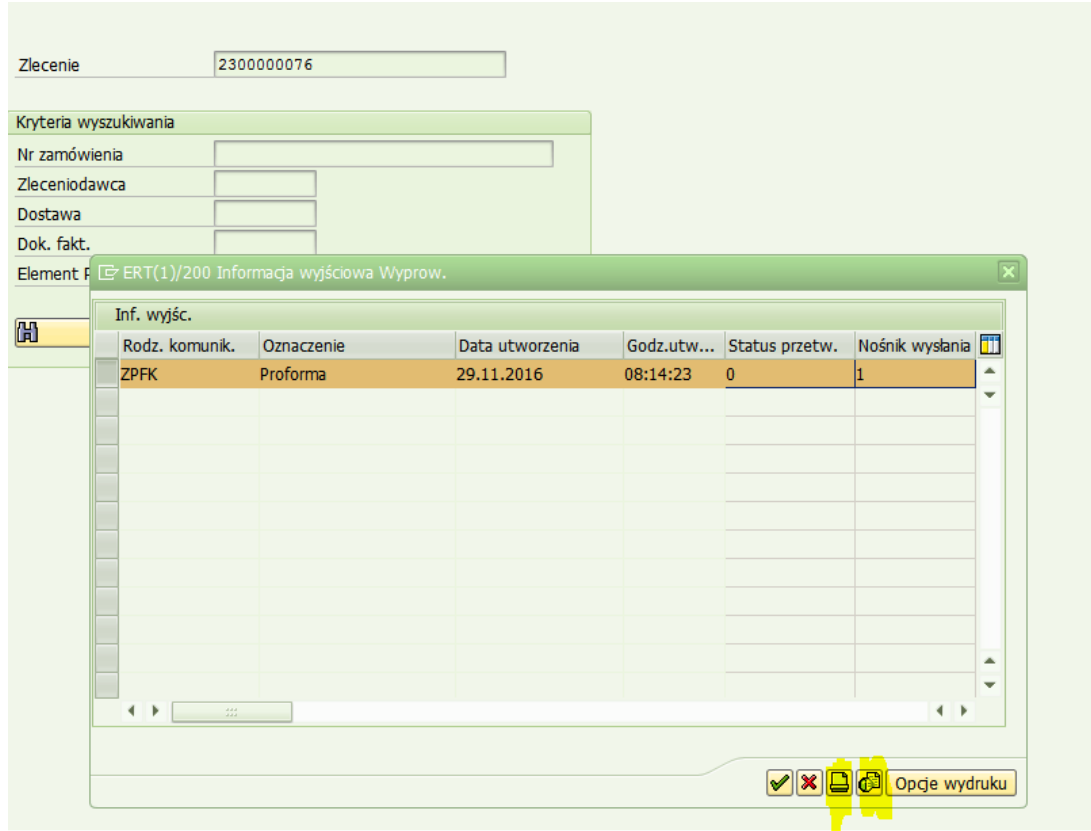 Zlecenie 2300000076
Kryteria wyszukiwania
Nr zamówienia
Zleceniodawca
Dostawa
Dok. fakt.
Element P
ERT(1)/200 Informacja wyjściowa Wyprow.
Inf. wyjśc.
Rodz. komunik. Oznaczenie Data utworzenia Godz.utw... Status przetw. Nośnik wysłania
ZPFK Proforma 29.11.2016 08:14:23 0 1
Opcje wydruku